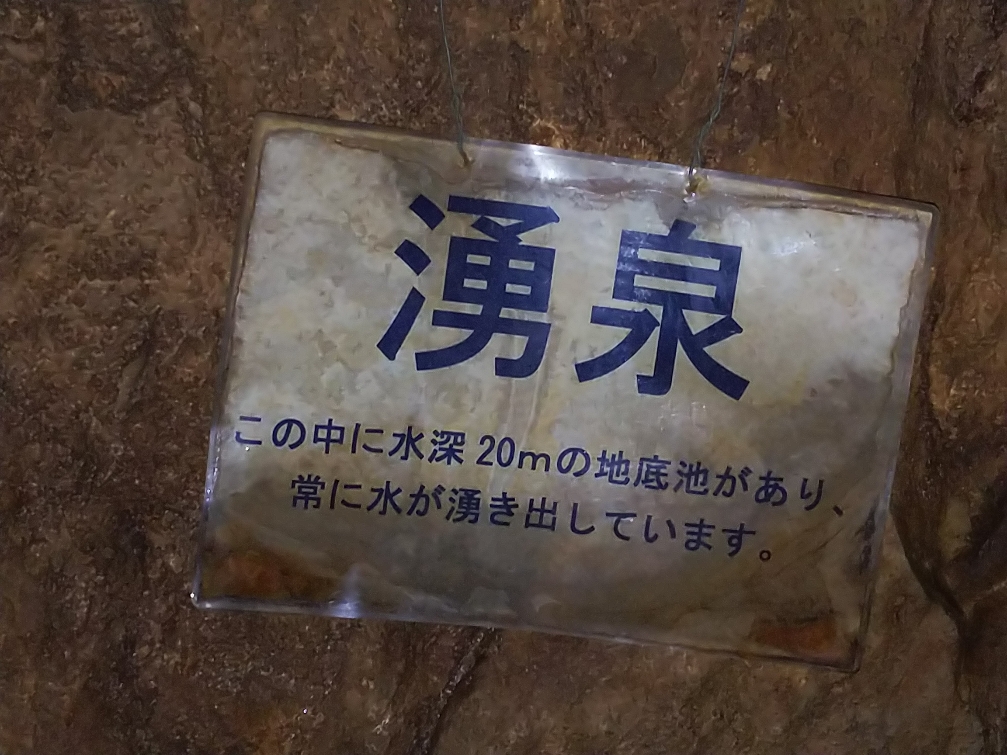 湧泉
この中に水深20mの地底池があり、
常に水が湧き出しています。